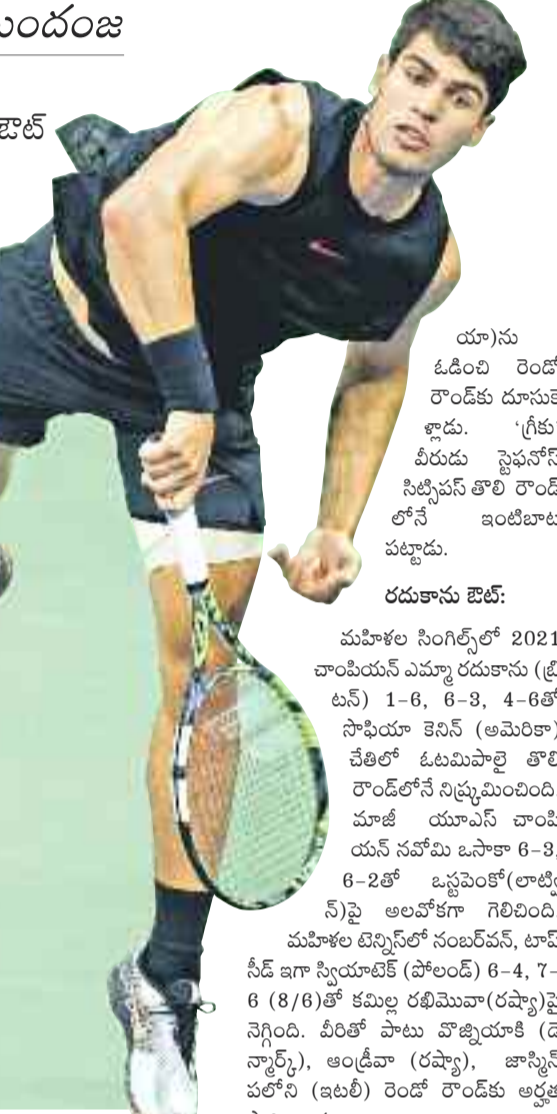 ముందంజ
ఔట్
యా)ను
ఓడించి రెండో
రౌండ్‌కు దూసుకె
ళ్లాడు. ‘గ్రీకు’
వీరుడు స్టెఫనోస్
సిట్సిపస్ తొలి రౌండ్
లోనే ఇంటిబాట
పట్టాడు.
రదుకాను ఔట్:
మహిళల సింగిల్స్‌లో 2021
చాంపియన్ ఎమ్మా రదుకాను (బ్రి
టన్) 1-6, 6-3, 4-6తో
సొఫియా కెనిన్ (అమెరికా)
చేతిలో ఓటమిపాలై తొలి
రౌండ్‌లోనే నిష్క్రమించింది.
మాజీ యూఎస్ చాంపి
యన్ నవోమి ఒసాకా 6-3,
6-2తో ఒస్టపెంకో(లాట్వి
న్)పై అలవోకగా గెలిచింది.
మహిళల టెన్నిస్‌లో నంబర్‌వన్, టాప్
సీడ్ ఇగా స్వియాటెక్ (పోలండ్) 6-4, 7-
6 (8/6)తో కమిల్ల రఖిమొవా(రష్యా)పై
నెగ్గింది. వీరితో పాటు వొజ్నియాకి (డె
న్మార్క్), ఆండ్రీవా (రష్యా), జాస్మిన్
పలోని (ఇటలీ) రెండో రౌండ్‌కు అర్హత